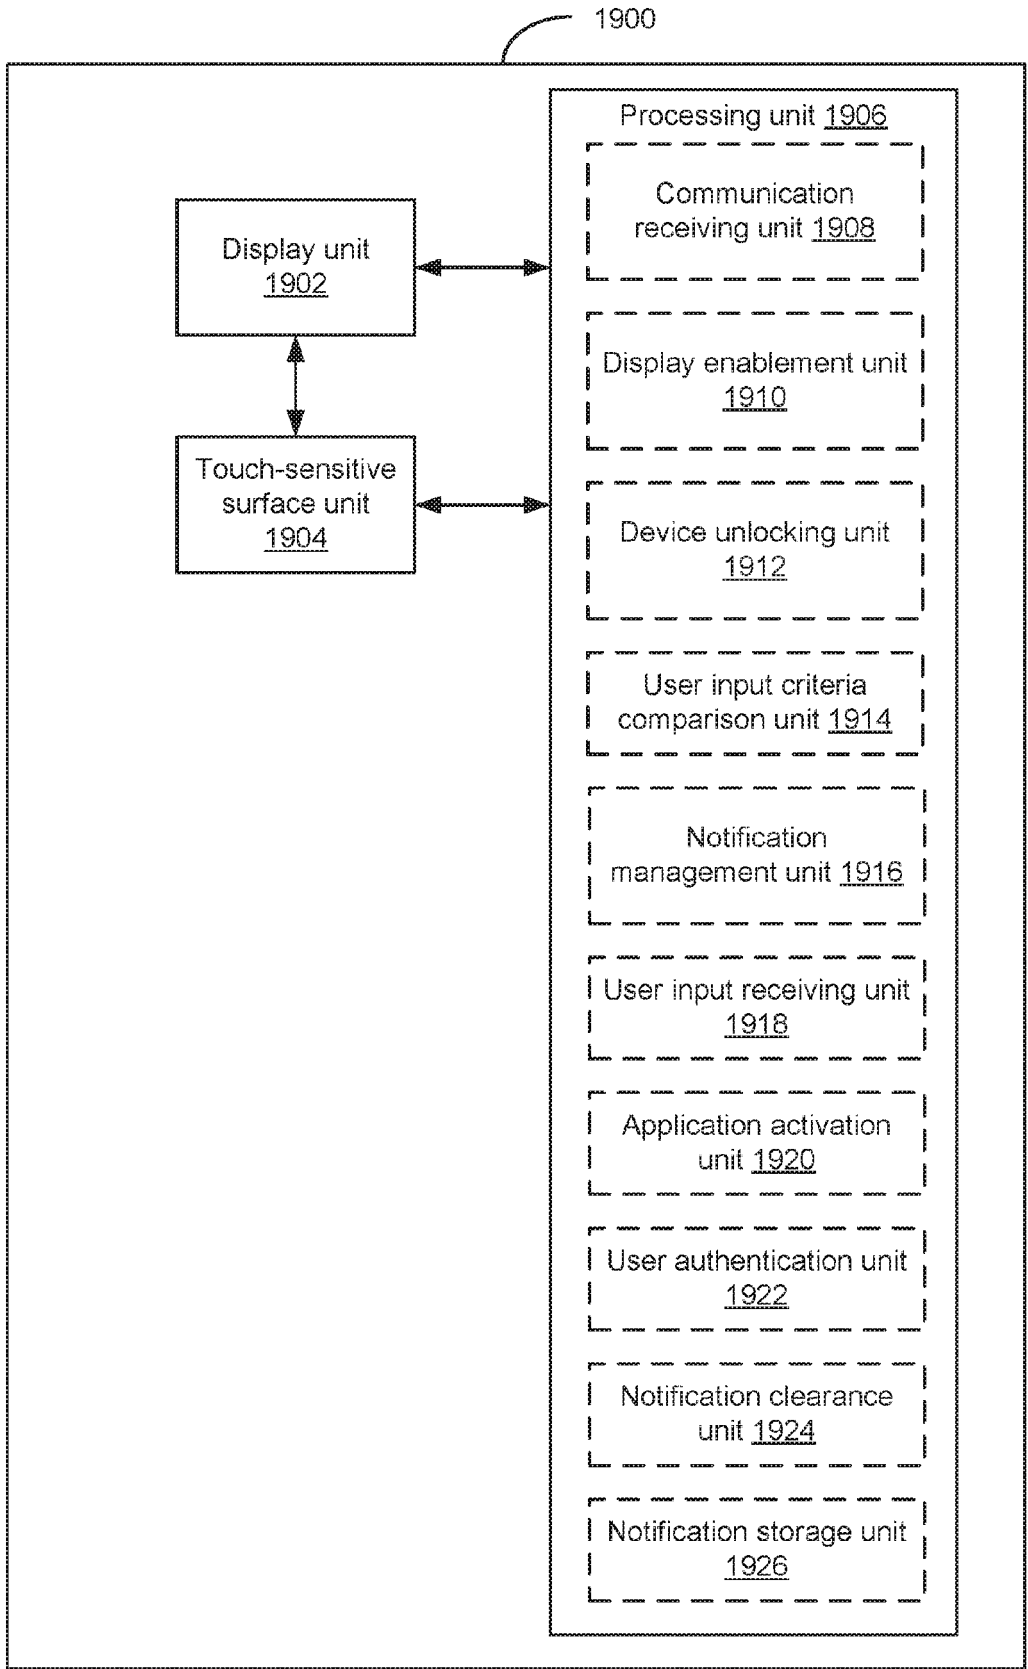 1900
Processing unit 1906
Communication
receiving unit 1908
Display unit
1902
Display enablement unit
1910
Touch-sensitive
surface unit
1904
Device unlocking unit
1912
User input criteria
comparison unit 1914
Notification
management unit 1916
User input receiving unit
1918
Application activation
unit 1920
User authentication unit
1922
Notification clearance
unit 1924
Notification storage unit
1926